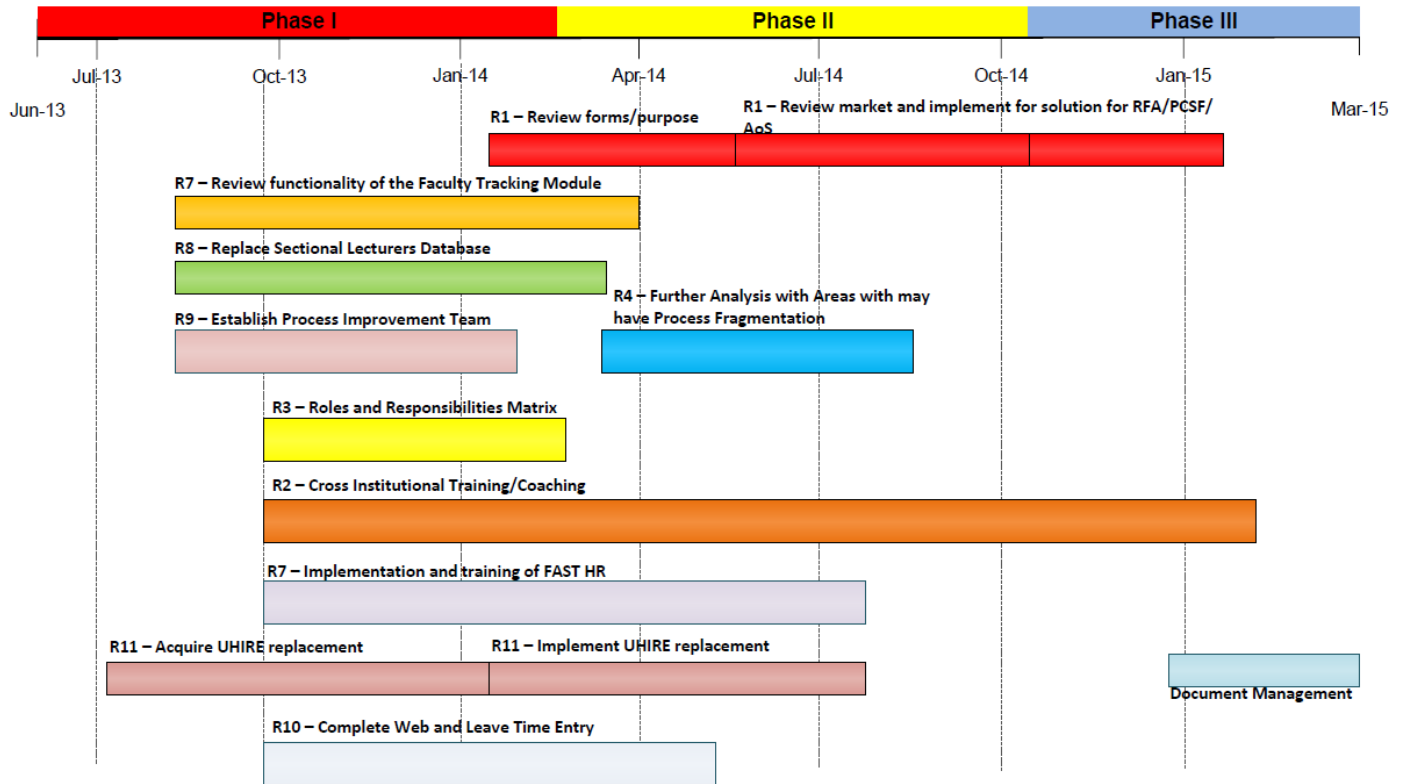 Phase I
Phase II
Phase III
Jul-13
Oct-13
Jan-14
Apr-14
Jul-14
Oct-14
Jan-15
Jun-13
Mar-15
R1 – Review forms/purpose
R1 – Review market and implement for solution for RFA/PCSF/
AoS
R7 – Review functionality of the Faculty Tracking Module
R8 – Replace Sectional Lecturers Database
R4 – Further Analysis with Areas with may
have Process Fragmentation
R9 – Establish Process Improvement Team
R3 – Roles and Responsibilities Matrix
R2 – Cross Institutional Training/Coaching
R7 – Implementation and training of FAST HR
R11 – Acquire UHIRE replacement
R11 – Implement UHIRE replacement
Document Management
R10 – Complete Web and Leave Time Entry